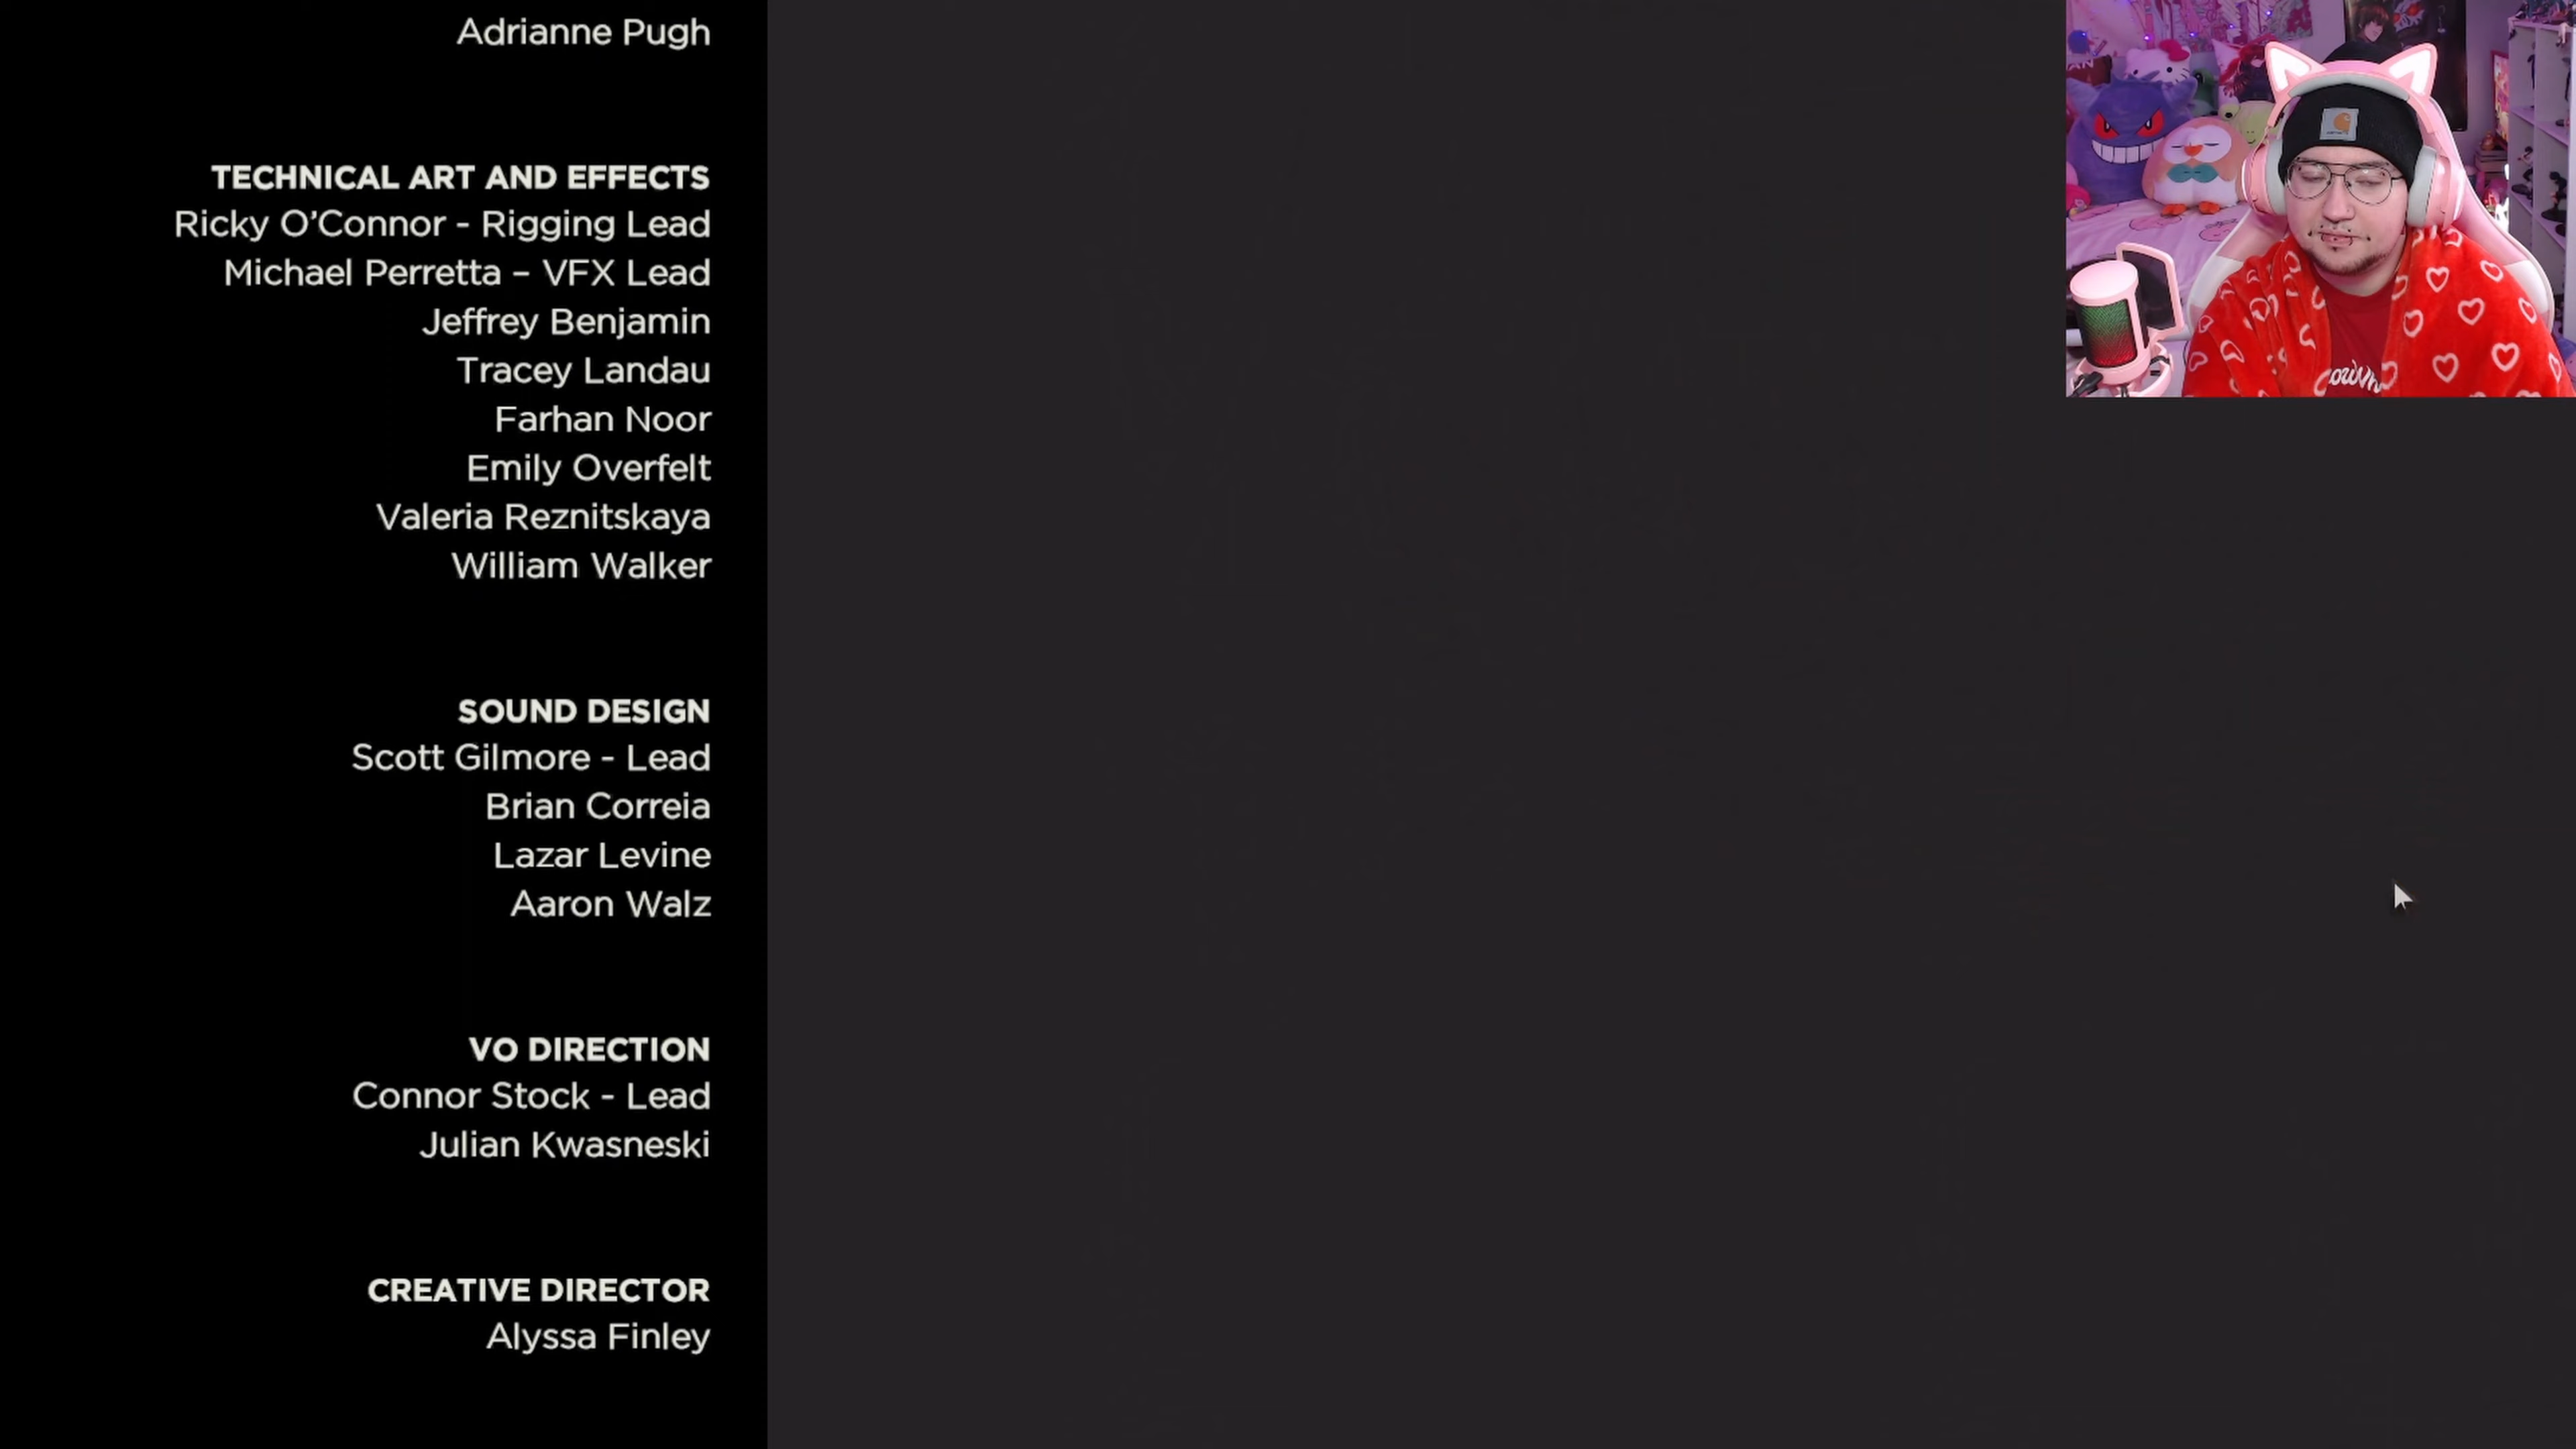 Adrianne Pugh
TECHNICAL ART AND EFFECTS
Ricky O’Connor - Rigging Lead
Michael Perretta – VFX Lead
Jeffrey Benjamin
Tracey Landau
Farhan Noor
Emily Overfelt
Valeria Reznitskaya
William Walker
SOUND DESIGN
Scott Gilmore - Lead
Brian Correia
Lazar Levine
Aaron Walz
VO DIRECTION
Connor Stock - Lead
Julian Kwasneski
CREATIVE DIRECTOR
Alyssa Finley